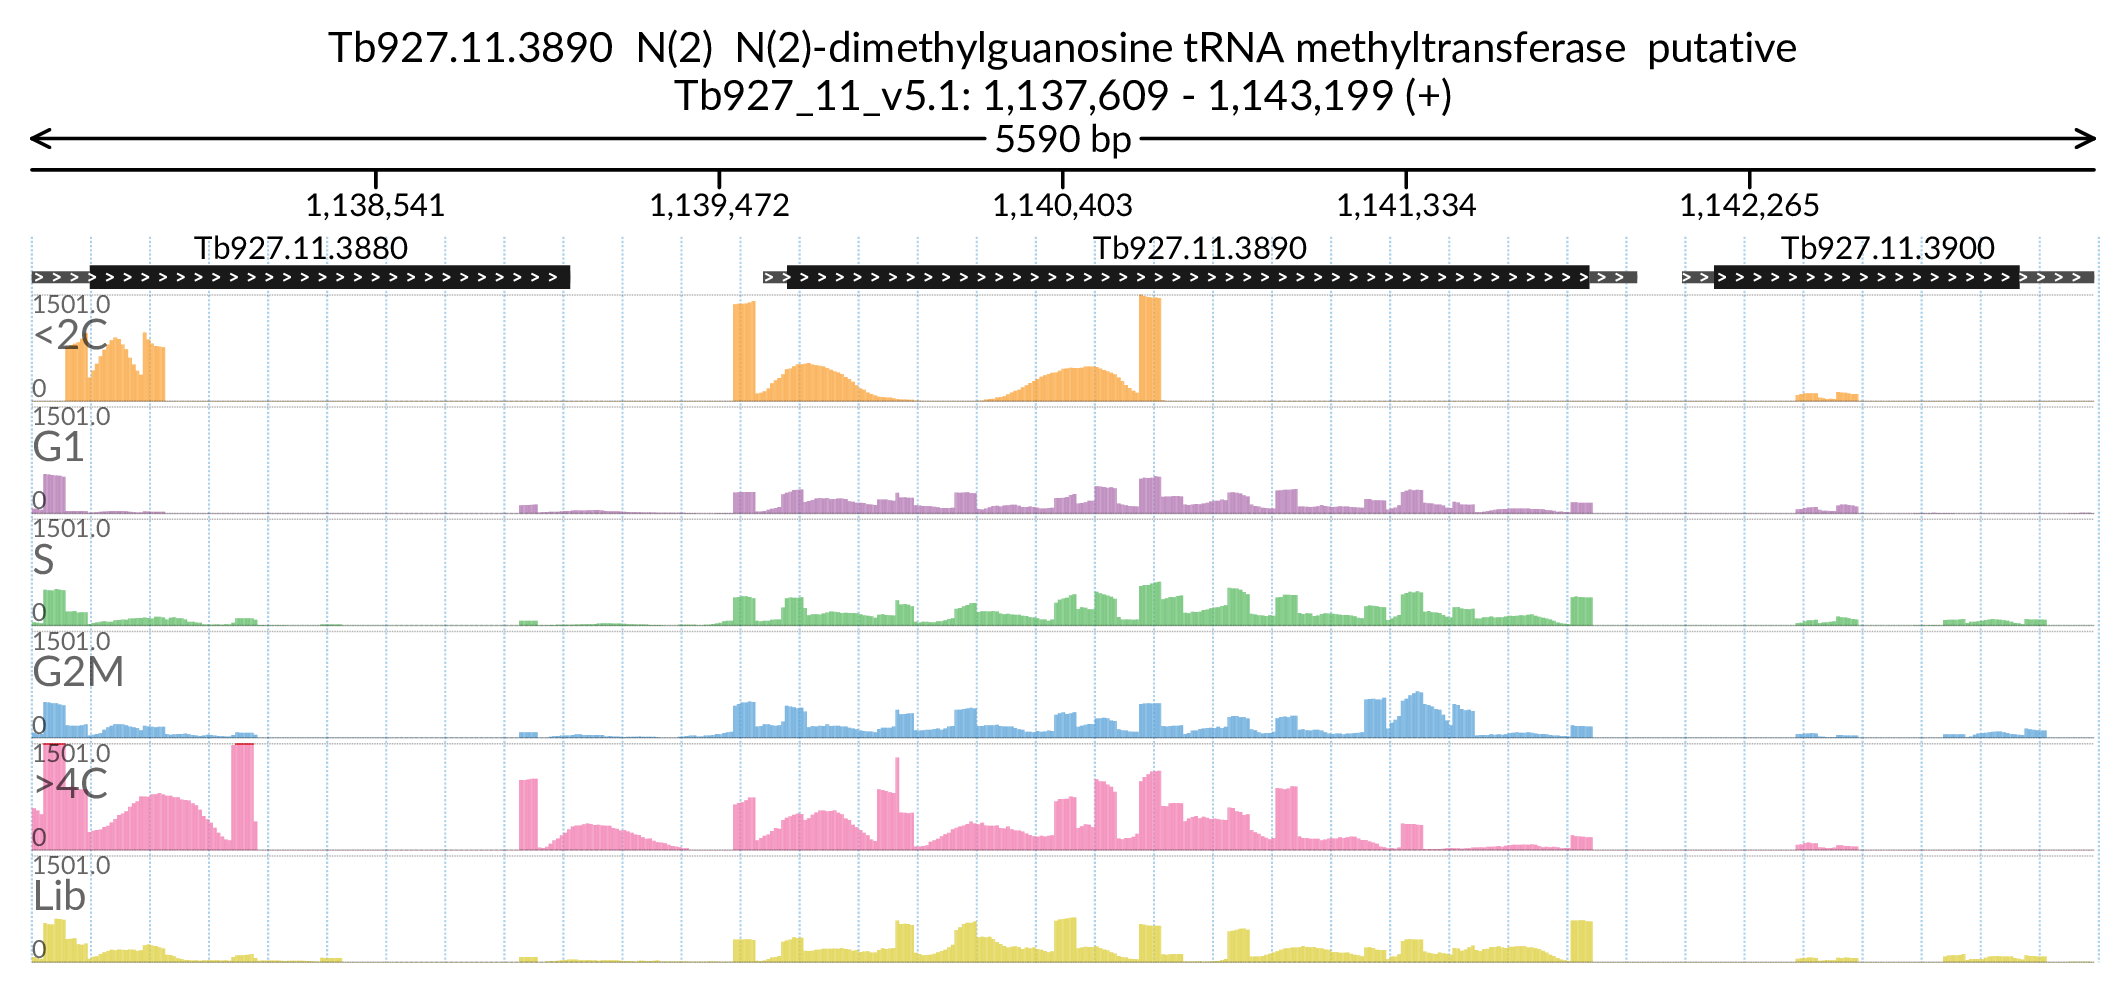 Tb927.11.3890 N(2) N(2)-dimethylguanosine tRNA methyltransferase putative
Tb927_11_v5.1: 1,137,609 - 1,143,199 (+)
5590 bp
1,138,541 1,139,472 1,140,403 1,141,334 1,142,265
Tb927.11.3880 Tb927.11.3890 Tb927.11.3900
1501.0
<2C
0
1501.0
G1
0
1501.0
S
0
1501.0
G2M
0
1501.0
>4C
0
1501.0
Lib
0